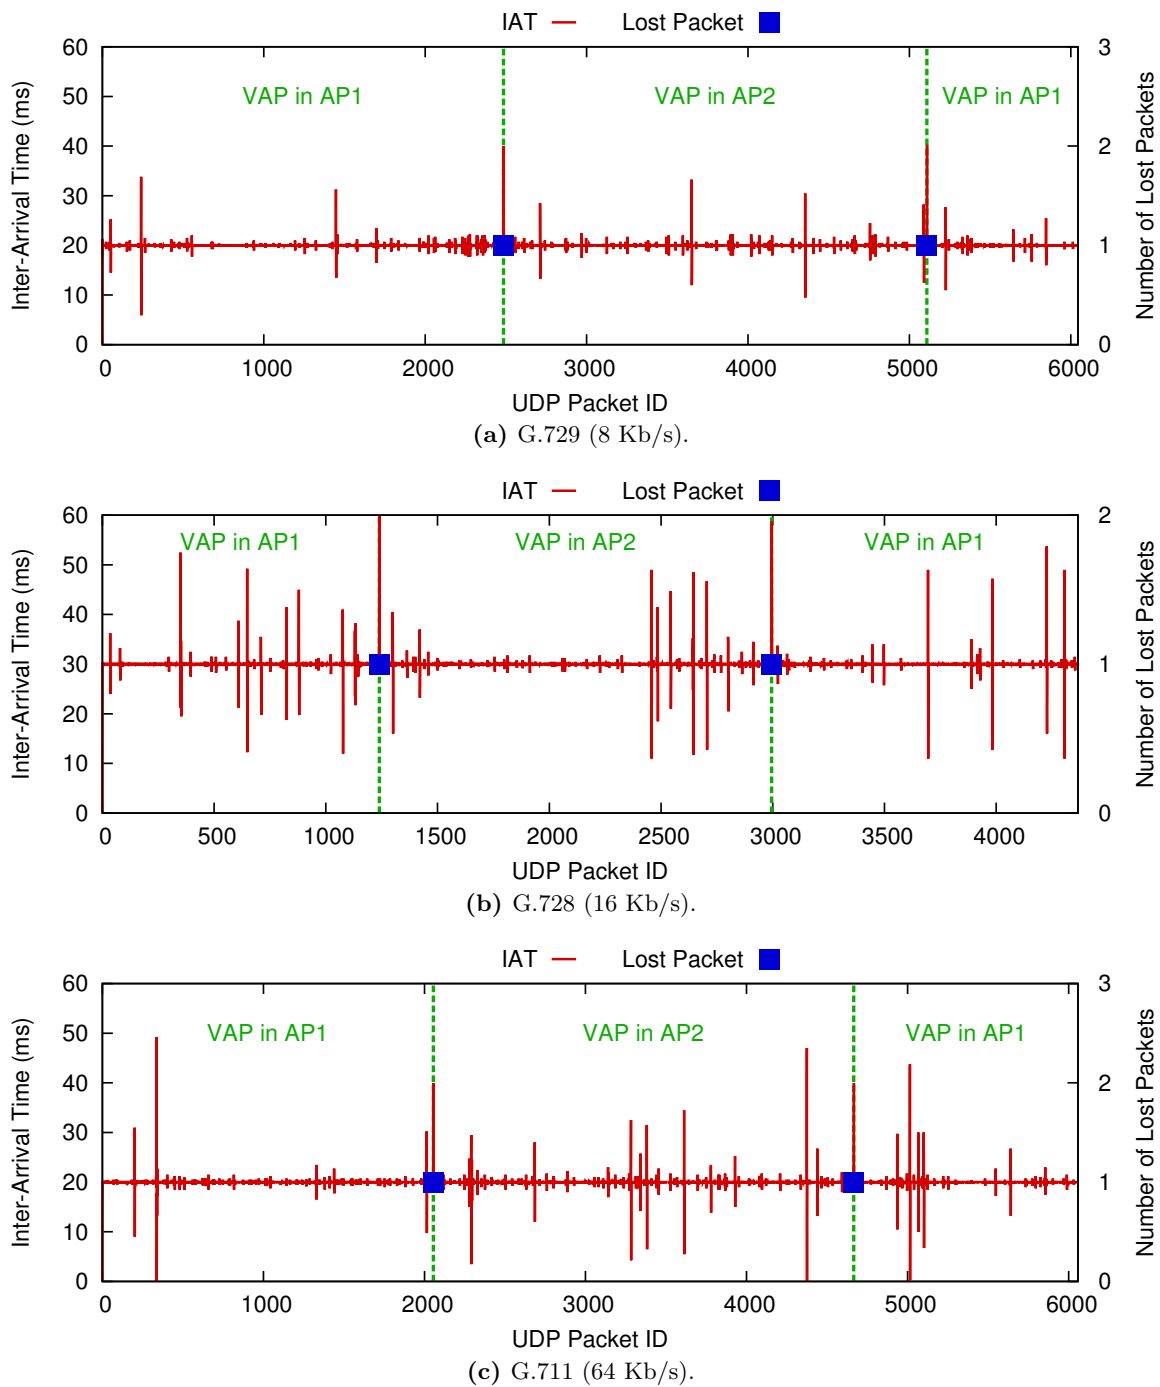 IAT Lost Packet
60 50 40 30 20 10 0
Inter-Arrival Time (ms)
VAP in AP1 VAP in AP2 VAP in AP1
3 2 1 0
Number of Lost Packets
0 1000 2000 3000 4000 5000 6000
UDP Packet ID
(a) G.729 (8 Kb/s).
IAT Lost Packet
60 50 40 30 20 10 0
Inter-Arrival Time (ms)
VAP in AP1 VAP in AP2 VAP in AP1
2 1 0
Number of Lost Packets
0 500 1000 1500 2000 2500 3000 3500 4000
UDP Packet ID
(b) G.728 (16 Kb/s).
IAT Lost Packet
60 50 40 30 20 10 0
Inter-Arrival Time (ms)
VAP in AP1 VAP in AP2 VAP in AP1
3 2 1 0
Number of Lost Packets
0 1000 2000 3000 4000 5000 6000
UDP Packet ID
(c) G.711 (64 Kb/s).